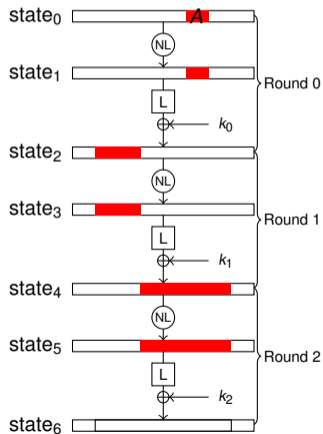 state₀ A
NL
state₁
Round 0
L
k₀
state₂
NL
state₃
Round 1
L
k₁
state₄
NL
state₅
Round 2
L
k₂
state₆